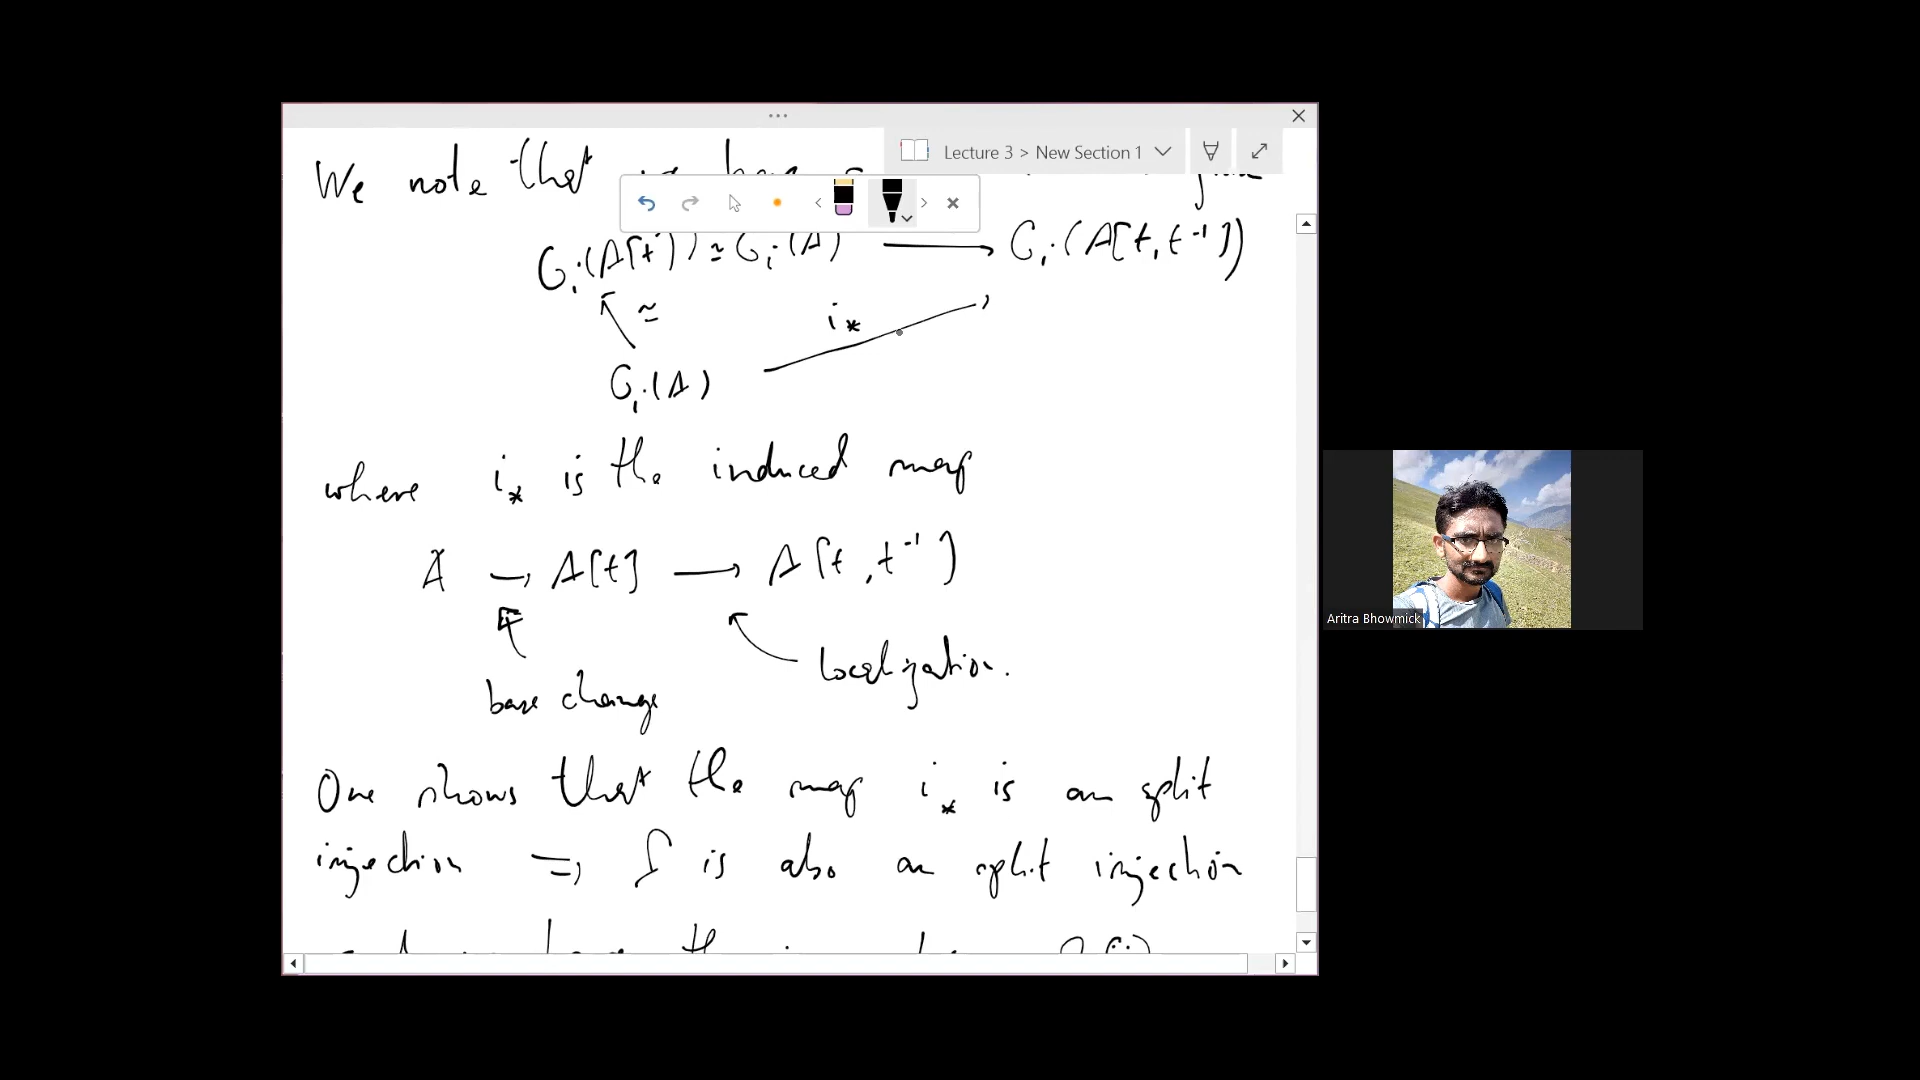 Lecture 3 > New Section 1
We note that we have
G_i(A[t]) ≃ G_i(A) → G_i(A[t, t^-1])
≃ i_*
G_i(A)
where i_* is the induced map
A → A[t] → A[t, t^-1]
base change localization.
Aritra Bhowmick
One shows that the map i_* is an split
injection => f is also an split injection